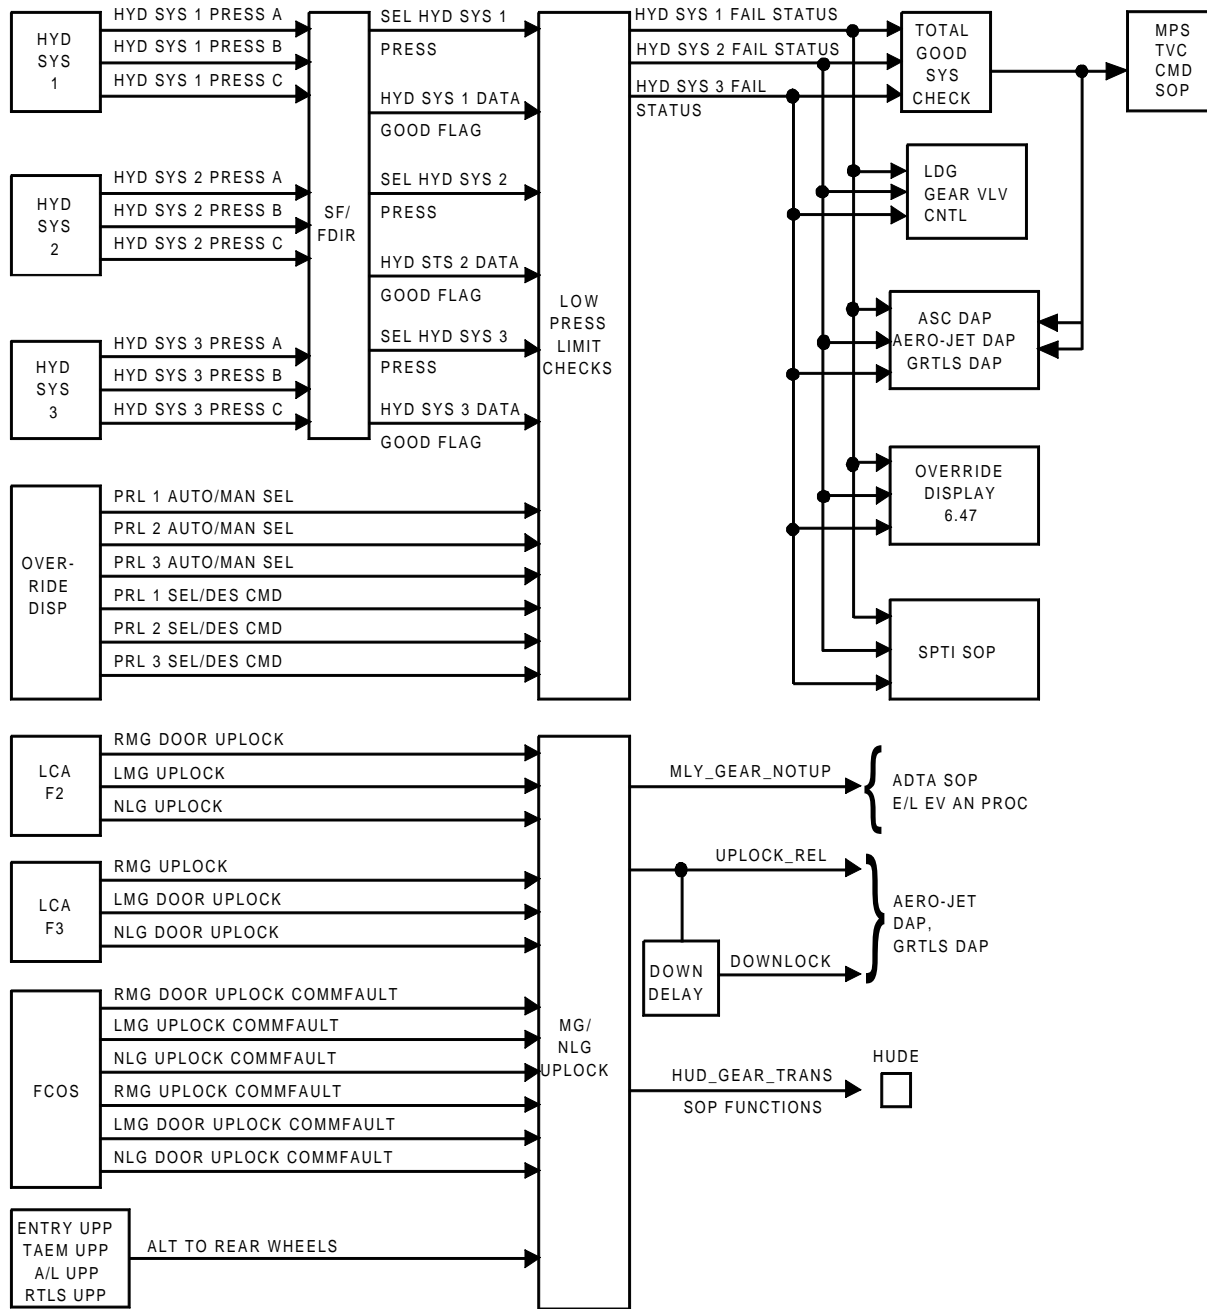 HYD
SYS
1
HYD SYS 1 PRESS A
HYD SYS 1 PRESS B
HYD SYS 1 PRESS C
HYD
SYS
2
HYD SYS 2 PRESS A
HYD SYS 2 PRESS B
HYD SYS 2 PRESS C
HYD
SYS
3
HYD SYS 3 PRESS A
HYD SYS 3 PRESS B
HYD SYS 3 PRESS C
SF/
FDIR
SEL HYD SYS 1
PRESS
HYD SYS 1 DATA
GOOD FLAG
SEL HYD SYS 2
PRESS
HYD STS 2 DATA
GOOD FLAG
SEL HYD SYS 3
PRESS
HYD SYS 3 DATA
GOOD FLAG
OVER-
RIDE
DISP
PRL 1 AUTO/MAN SEL
PRL 2 AUTO/MAN SEL
PRL 3 AUTO/MAN SEL
PRL 1 SEL/DES CMD
PRL 2 SEL/DES CMD
PRL 3 SEL/DES CMD
LOW
PRESS
LIMIT
CHECKS
HYD SYS 1 FAIL STATUS
HYD SYS 2 FAIL STATUS
HYD SYS 3 FAIL
STATUS
TOTAL
GOOD
SYS
CHECK
MPS
TVC
CMD
SOP
LDG
GEAR VLV
CNTL
ASC DAP
AERO-JET DAP
GRTLS DAP
OVERRIDE
DISPLAY
6.47
SPTI SOP
LCA
F2
RMG DOOR UPLOCK
LMG UPLOCK
NLG UPLOCK
LCA
F3
RMG UPLOCK
LMG DOOR UPLOCK
NLG DOOR UPLOCK
FCOS
RMG DOOR UPLOCK COMMFAULT
LMG UPLOCK COMMFAULT
NLG UPLOCK COMMFAULT
RMG UPLOCK COMMFAULT
LMG DOOR UPLOCK COMMFAULT
NLG DOOR UPLOCK COMMFAULT
ENTRY UPP
TAEM UPP
A/L UPP
RTLS UPP
ALT TO REAR WHEELS
MG/
NLG
UPLOCK
MLY_GEAR_NOTUP
ADTA SOP
E/L EV AN PROC
UPLOCK_REL
DOWN
DELAY
DOWNLOCK
AERO-JET
DAP,
GRTLS DAP
HUD_GEAR_TRANS
SOP FUNCTIONS
HUDE